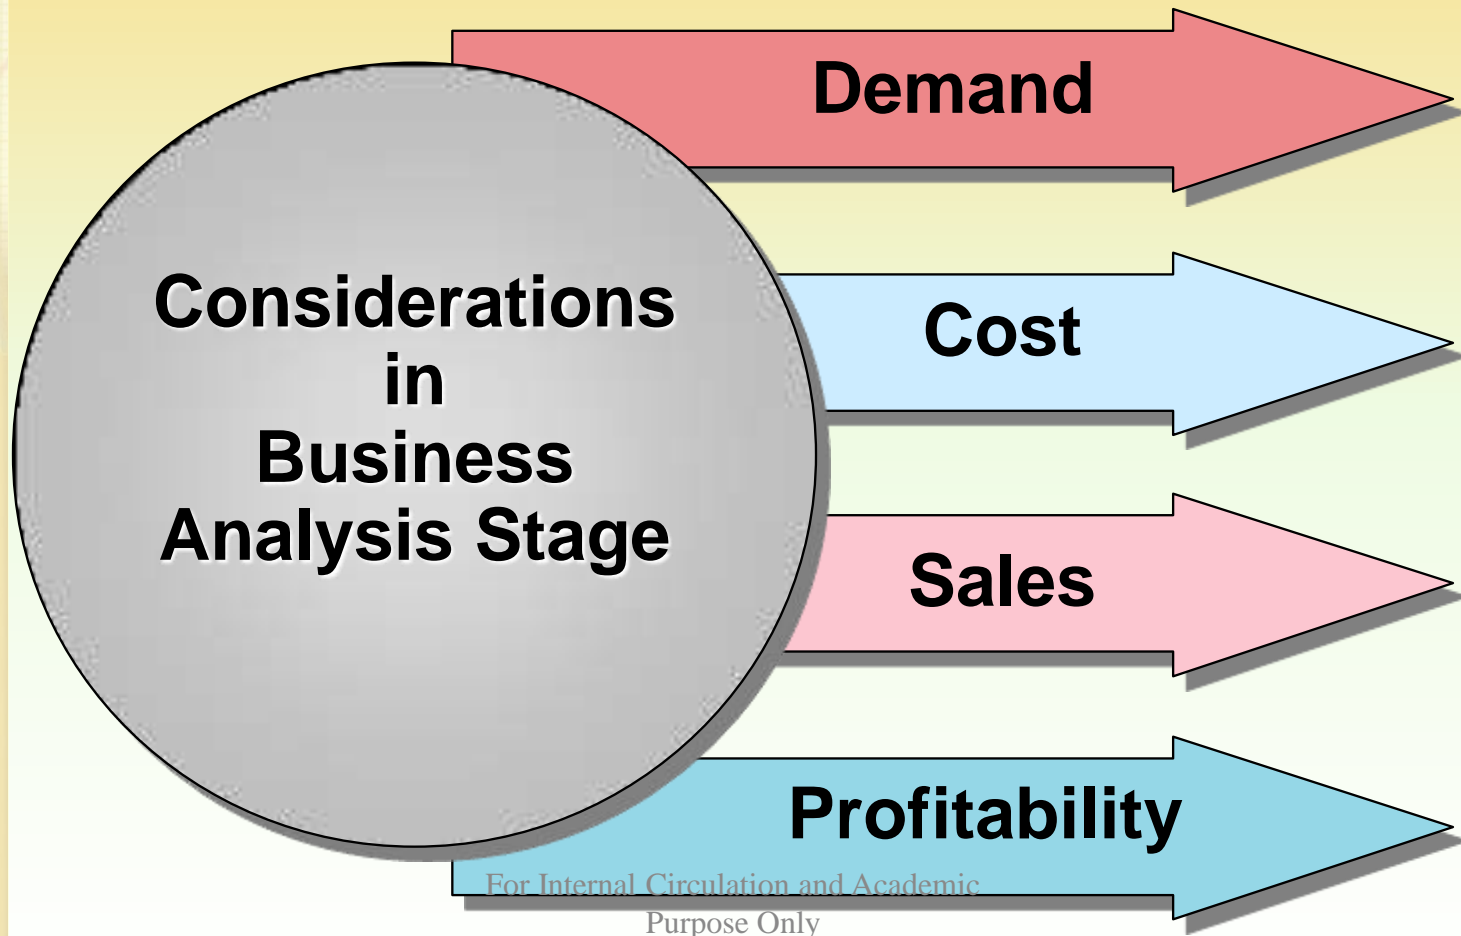 Demand
Considerations
in
Business
Analysis Stage
Cost
Sales
Profitability
For Internal Circulation and Academic
Purpose Only